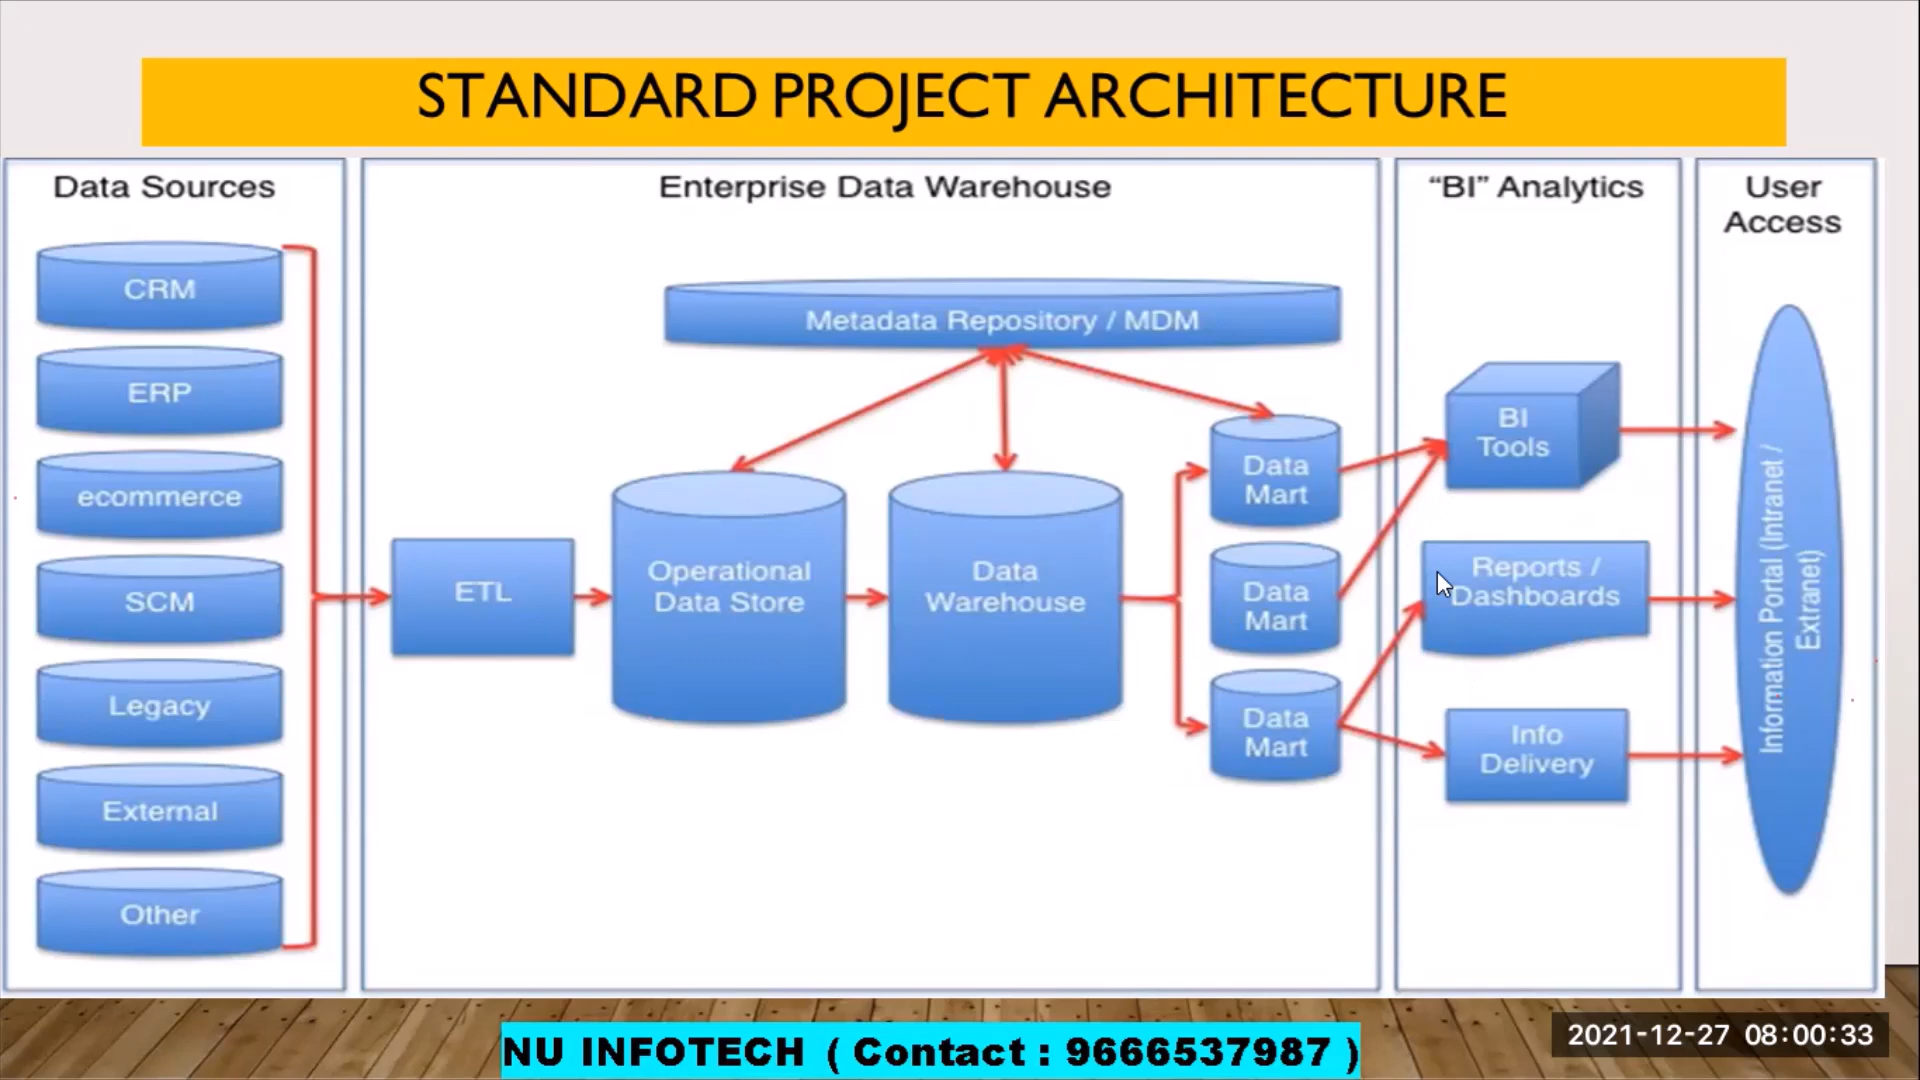 STANDARD PROJECT ARCHITECTURE
Data Sources
CRM
ERP
ecommerce
SCM
Legacy
External
Other
Enterprise Data Warehouse
Metadata Repository / MDM
ETL
Operational
Data Store
Data
Warehouse
Data
Mart
Data
Mart
Data
Mart
“BI” Analytics
BI
Tools
Reports /
Dashboards
Info
Delivery
User
Access
Information Portal (Intranet /
Extranet)
NU INFOTECH ( Contact : 9666537987 )
2021-12-27 08:00:33